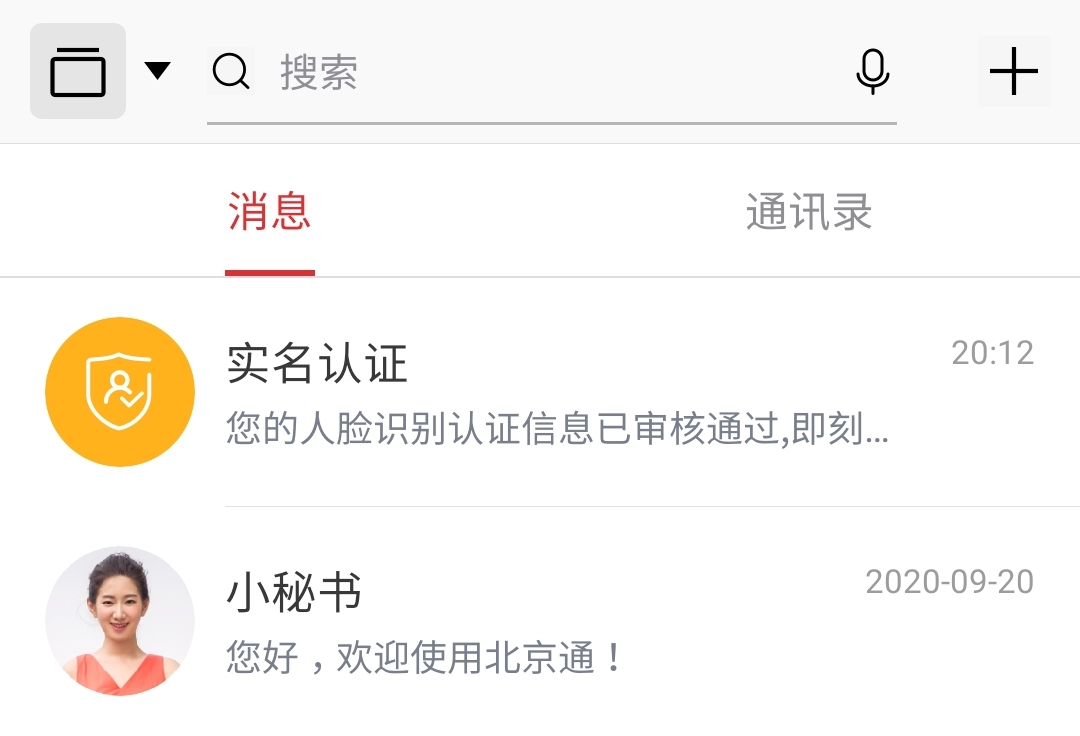 搜索
消息 通讯录
实名认证 20:12
您的人脸识别认证信息已审核通过,即刻...
小秘书 2020-09-20
您好，欢迎使用北京通！